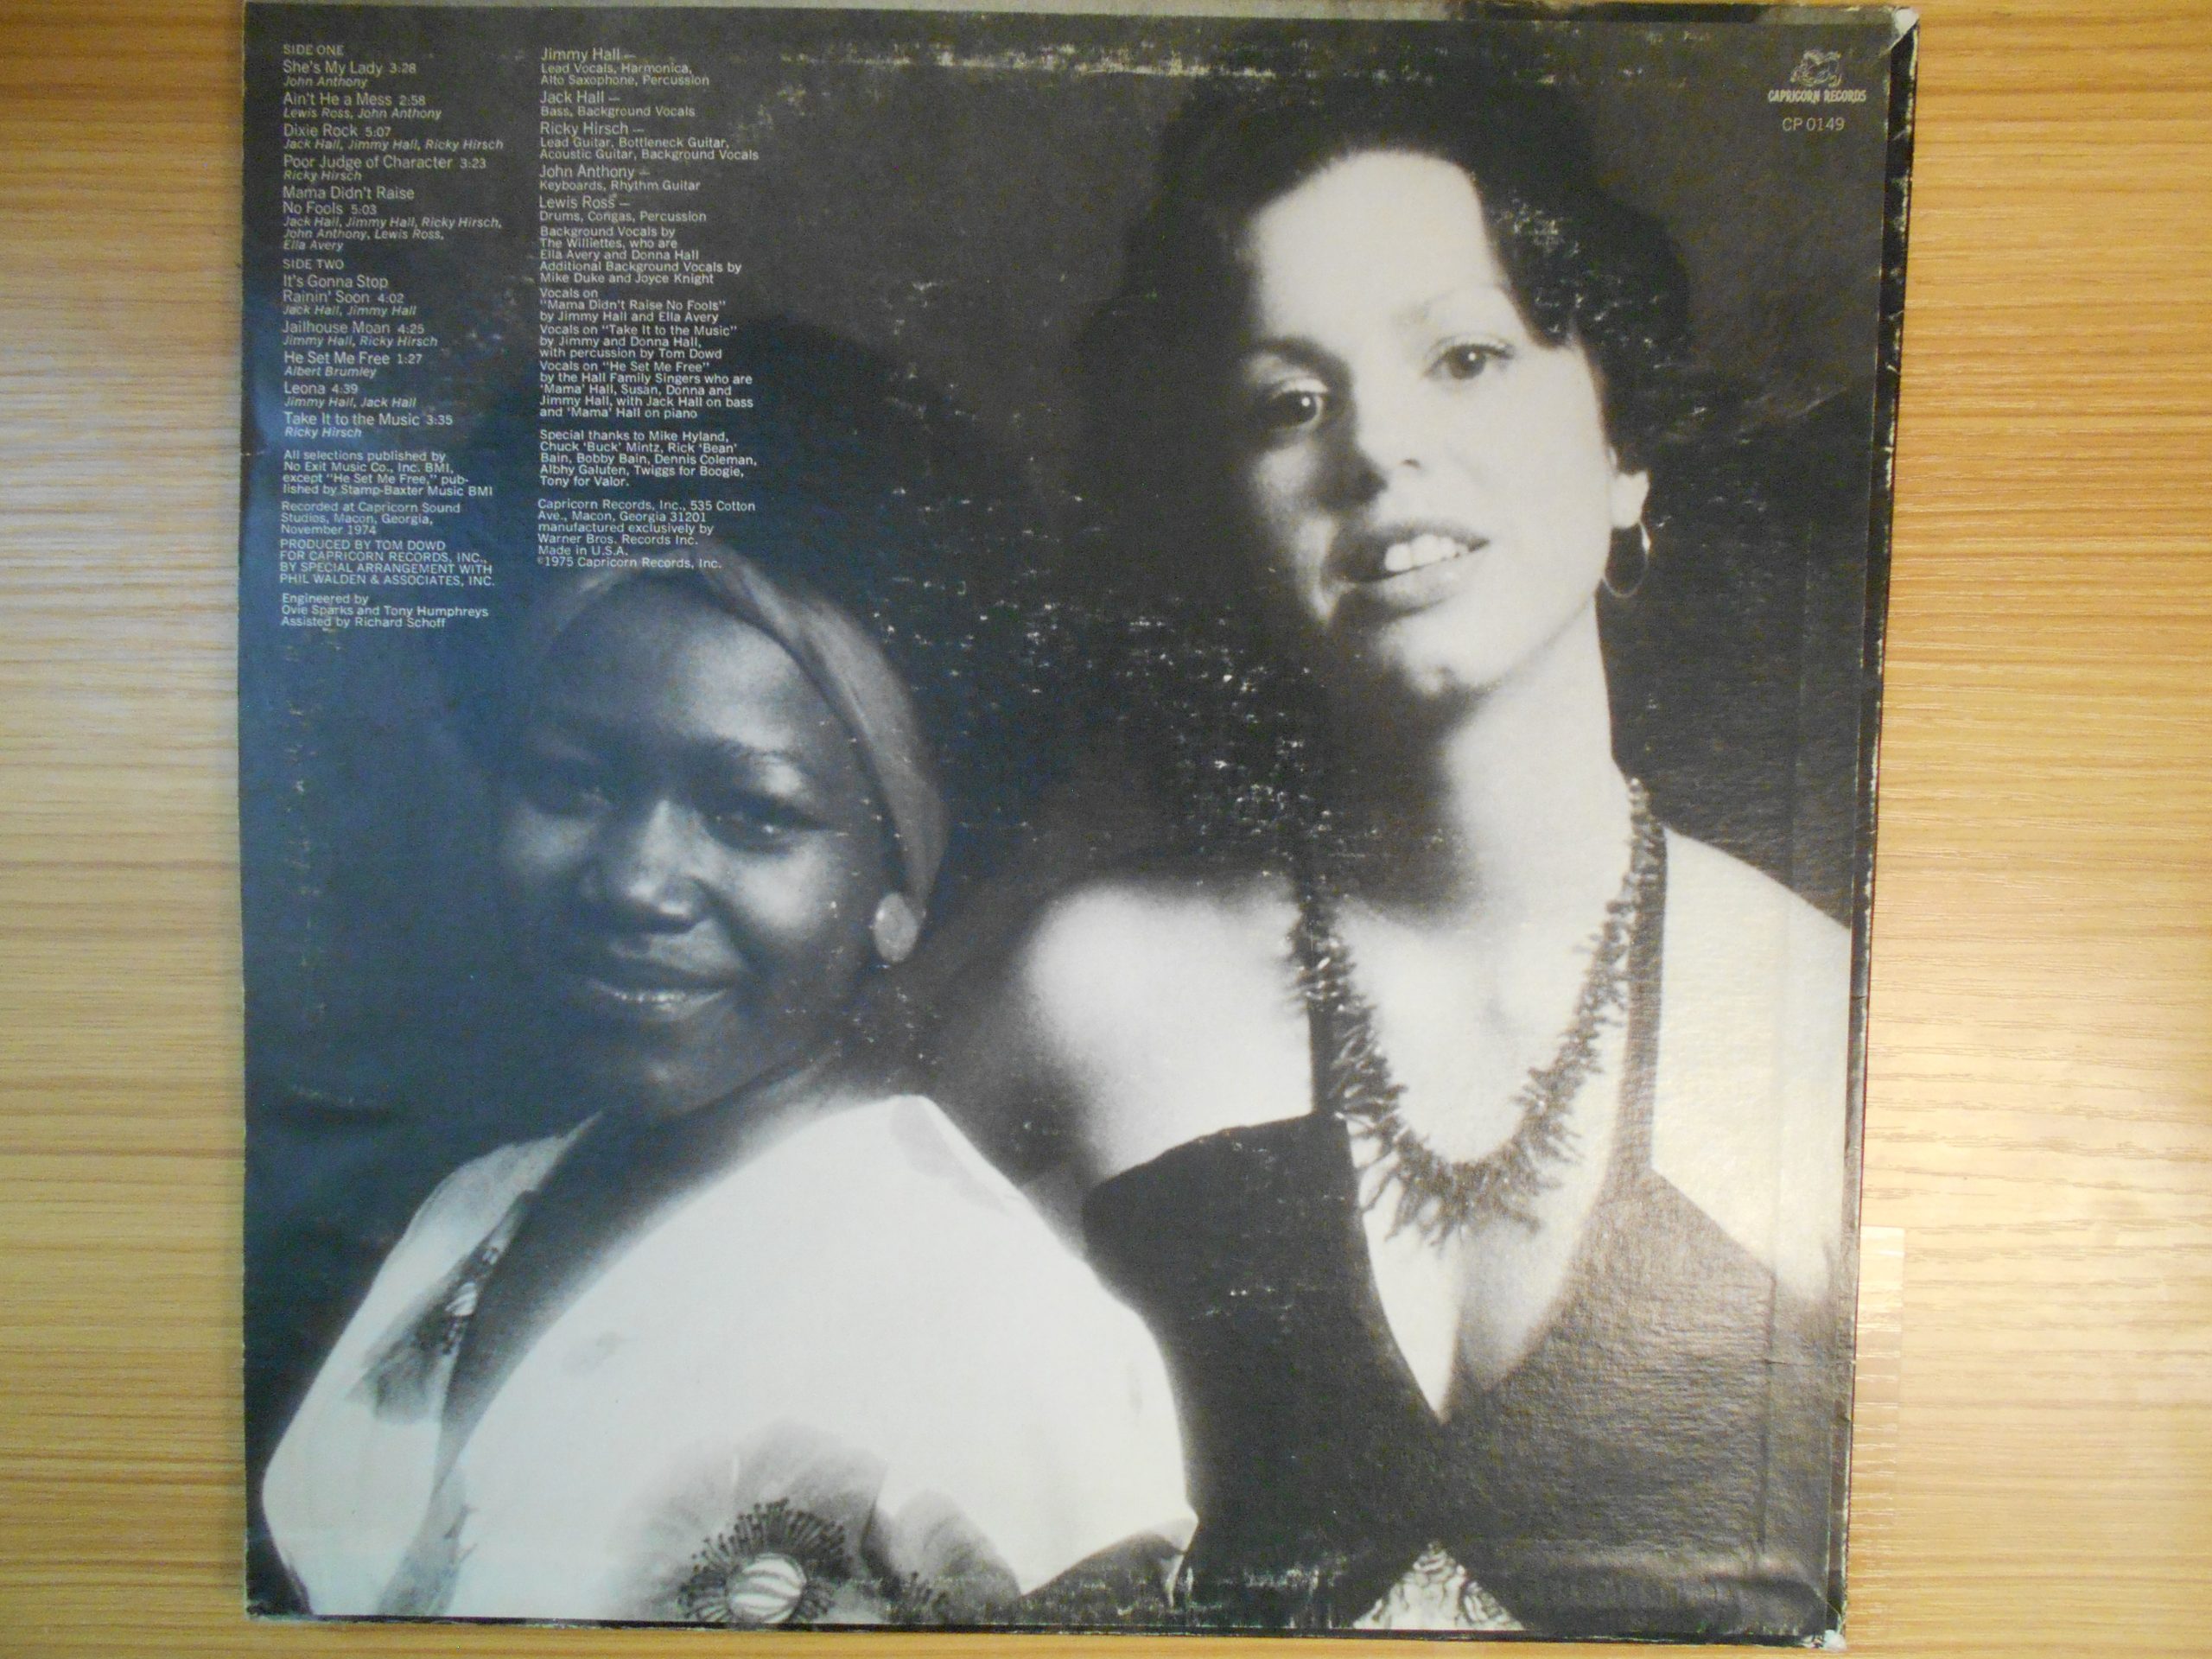 SIDE ONE
She's My Lady 3:28
John Anthony
Ain't He a Mess 2:58
Lewis Ross, John Anthony
Dixie Rock 5:07
Jack Hall, Jimmy Hall, Ricky Hirsch
Poor Judge of Character 3:23
Ricky Hirsch
Mama Didn't Raise
No Fools 5:03
Jack Hall, Jimmy Hall, Ricky Hirsch,
John Anthony, Lewis Ross,
Ella Avery
SIDE TWO
It's Gonna Stop
Rainin' Soon 4:02
Jack Hall, Jimmy Hall
Jailhouse Moan 4:25
Jimmy Hall, Ricky Hirsch
He Set Me Free 1:27
Albert Brumley
Leona 4:39
Jimmy Hall, Jack Hall
Take It to the Music 3:35
Ricky Hirsch
All selections published by
No Exit Music Co., Inc. BMI,
except "He Set Me Free," pub-
lished by Stamp-Baxter Music BMI
Recorded at Capricorn Sound
Studios, Macon, Georgia,
November 1974
PRODUCED BY TOM DOWD
FOR CAPRICORN RECORDS, INC.,
BY SPECIAL ARRANGEMENT WITH
PHIL WALDEN & ASSOCIATES, INC.
Engineered by
Ovie Sparks and Tony Humphreys
Assisted by Richard Schoff
Jimmy Hall —
Lead Vocals, Harmonica,
Alto Saxophone, Percussion
Jack Hall —
Bass, Background Vocals
Ricky Hirsch —
Lead Guitar, Bottleneck Guitar,
Acoustic Guitar, Background Vocals
John Anthony —
Keyboards, Rhythm Guitar
Lewis Ross —
Drums, Congas, Percussion
Background Vocals by
The Williettes, who are
Ella Avery and Donna Hall
Additional Background Vocals by
Mike Duke and Joyce Knight
Vocals on
"Mama Didn't Raise No Fools"
by Jimmy Hall and Ella Avery
Vocals on "Take It to the Music"
by Jimmy and Donna Hall,
with percussion by Tom Dowd
Vocals on "He Set Me Free"
by the Hall Family Singers who are
'Mama' Hall, Susan, Donna and
Jimmy Hall, with Jack Hall on bass
and 'Mama' Hall on piano
Special thanks to Mike Hyland,
Chuck 'Buck' Mintz, Rick 'Bean'
Bain, Bobby Bain, Dennis Coleman,
Albhy Galuten, Twiggs for Boogie,
Tony for Valor.
Capricorn Records, Inc., 535 Cotton
Ave., Macon, Georgia 31201
manufactured exclusively by
Warner Bros. Records Inc.
Made in U.S.A.
©1975 Capricorn Records, Inc.
CAPRICORN RECORDS
CP 0149